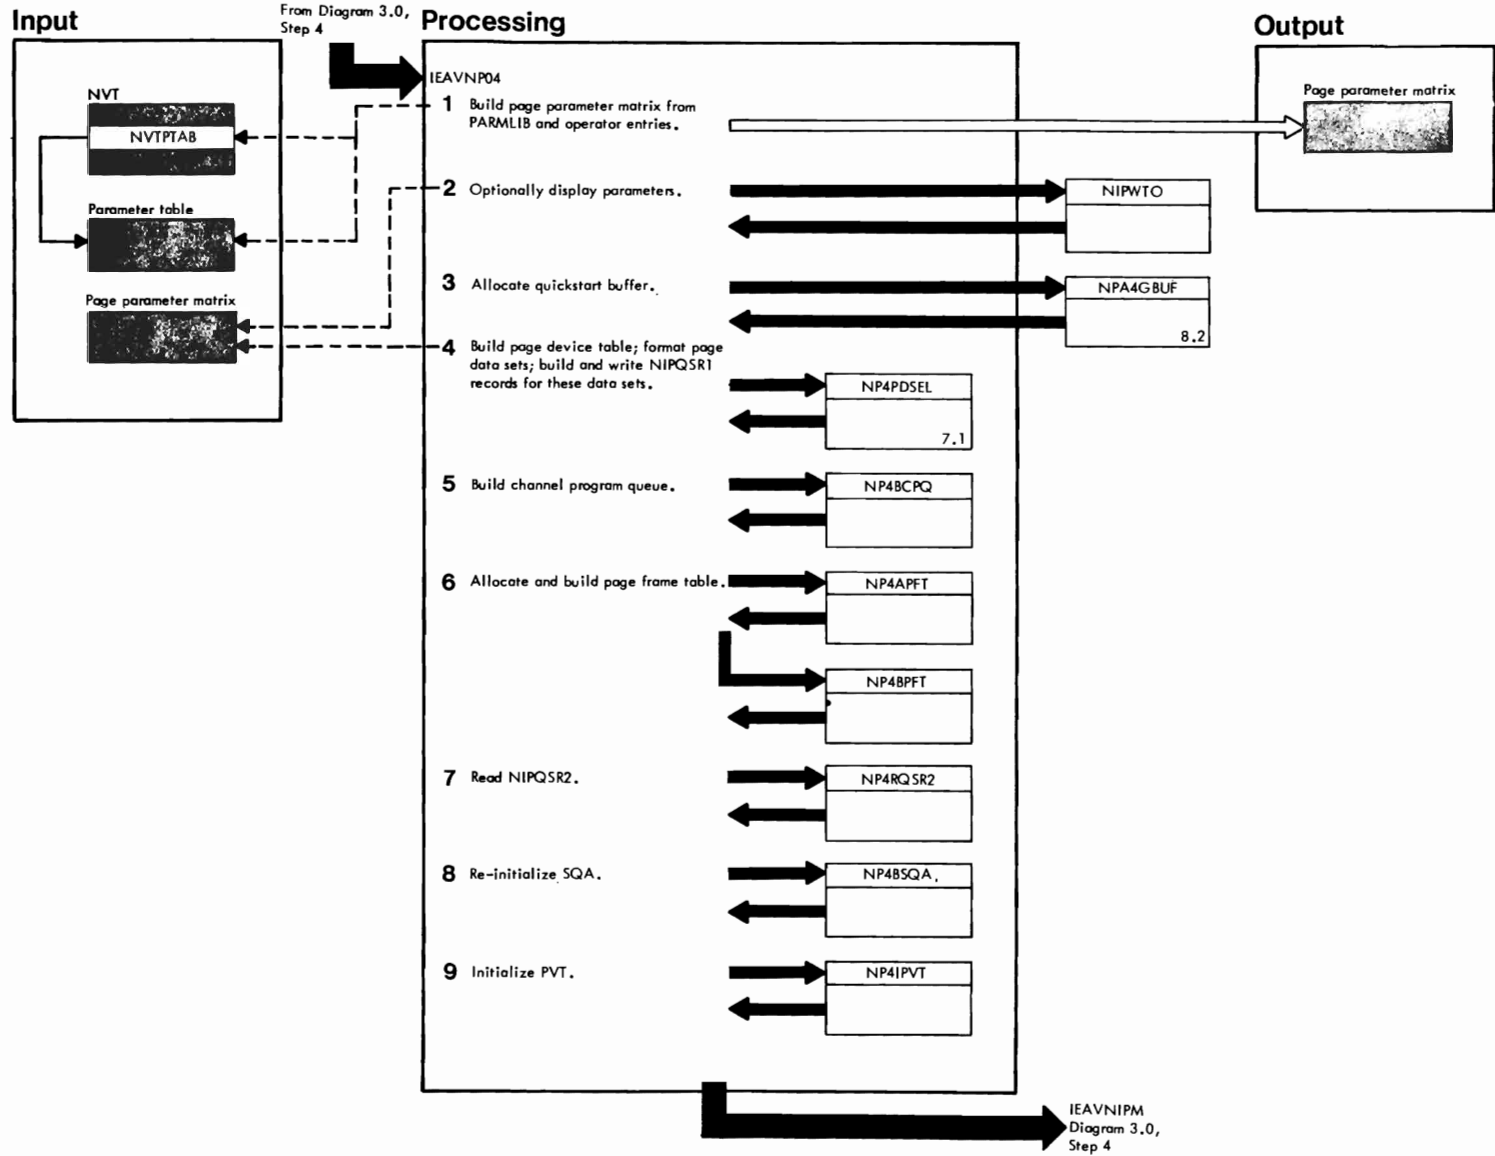 Input
From Diagram 3.0,
Step 4
Processing
Output
NVT
NVTPTAB
Parameter table
Page parameter matrix
IEAVNP04
1 Build page parameter matrix from
PARMLIB and operator entries.
Page parameter matrix
2 Optionally display parameters.
NIPWTO
3 Allocate quickstart buffer.
NPA4GBUF
8.2
4 Build page device table; format page
data sets; build and write NIPQSR1
records for these data sets.
NP4PDSEL
7.1
5 Build channel program queue.
NP4BCPQ
6 Allocate and build page frame table.
NP4APFT
NP4BPFT
7 Read NIPQSR2.
NP4RQSR2
8 Re-initialize SQA.
NP4BSQA,
9 Initialize PVT.
NP4IPVT
IEAVNIPM
Diagram 3.0,
Step 4